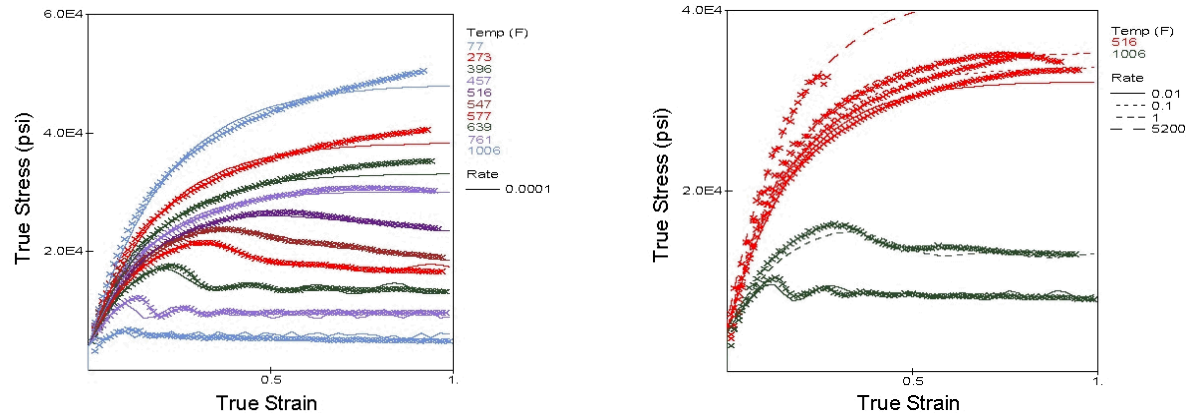 6.0E4
4.0E4
2.0E4
True Stress (psi)
0.5
1.
True Strain
Temp (F)
77
273
396
457
516
547
577
639
761
1006
Rate
0.0001
4.0E4
2.0E4
True Stress (psi)
0.5
1.
True Strain
Temp (F)
516
1006
Rate
0.01
0.1
1
5200